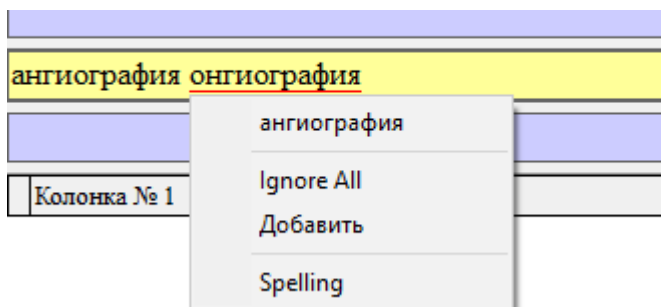 ангиография онгиография
ангиография
Ignore All
Колонка № 1
Добавить
Spelling